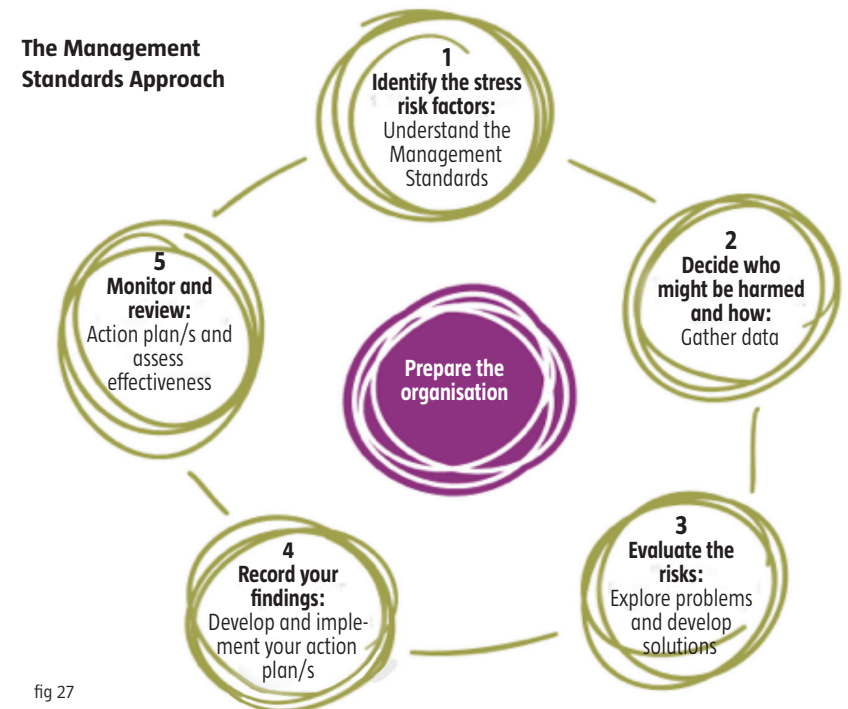 The Management
Standards Approach
1
Identify the stress
risk factors:
Understand the
Management
Standards
2
Decide who
might be harmed
and how:
Gather data
3
Evaluate the
risks:
Explore problems
and develop
solutions
4
Record your
findings:
Develop and imple-
ment your action
plan/s
5
Monitor and
review:
Action plan/s and
assess
effectiveness
Prepare the
organisation
fig 27